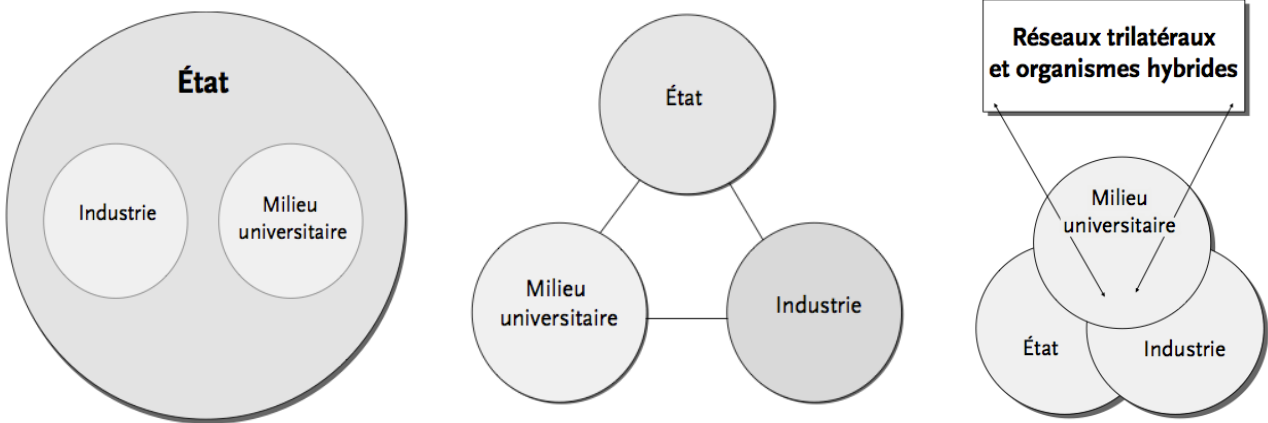 État
Industrie
Milieu
universitaire
État
Milieu
universitaire
Industrie
Réseaux trilatéraux
et organismes hybrides
Milieu
universitaire
État
Industrie